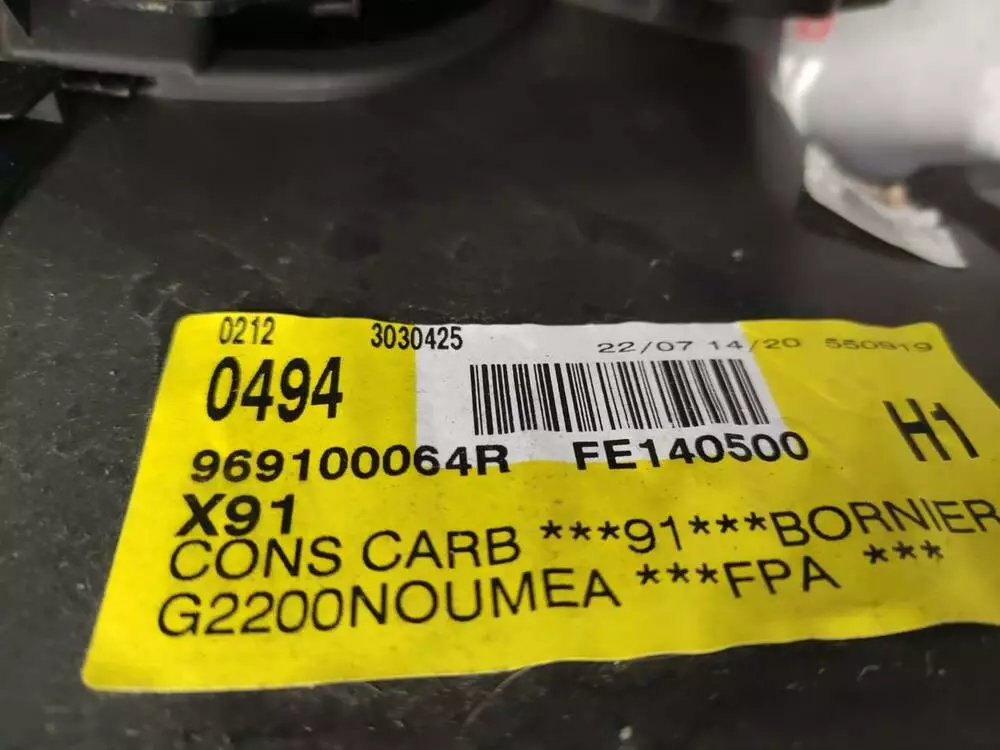 0212 3030425 22/07 14/20 550919
0494
H1
969100064R FE140500
X91
CONS CARB ***91***BORNIER
G2200NOUMEA ***FPA ***